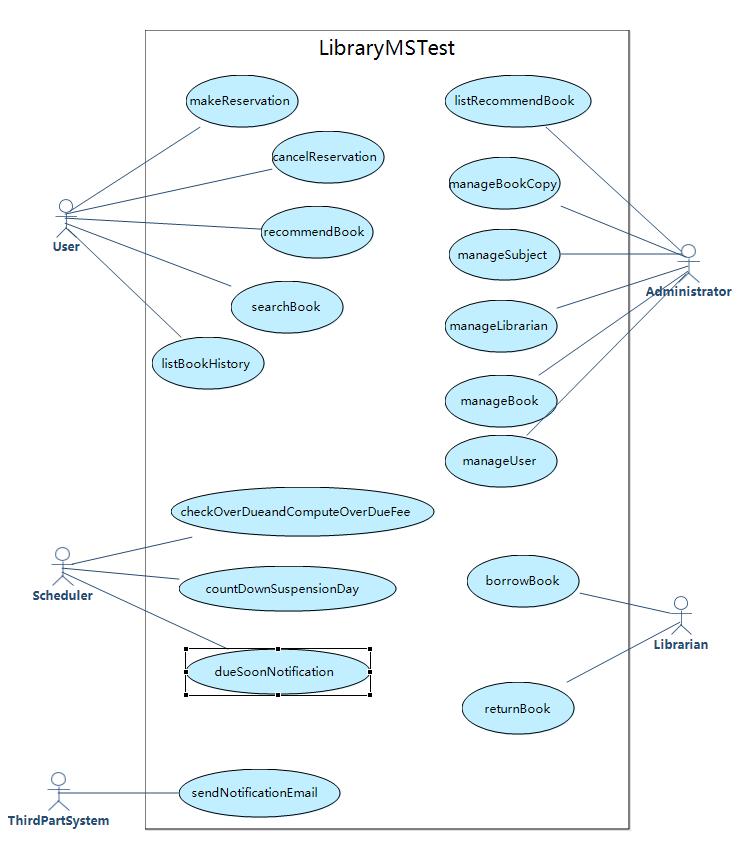 LibraryMSTest
makeReservation
listRecommendBook
cancelReservation
manageBookCopy
User
recommendBook
manageSubject
Administrator
searchBook
manageLibrarian
listBookHistory
manageBook
manageUser
checkOverDueandComputeOverDueFee
Scheduler
countDownSuspensionDay
borrowBook
Librarian
dueSoonNotification
returnBook
sendNotificationEmail
ThirdPartSystem